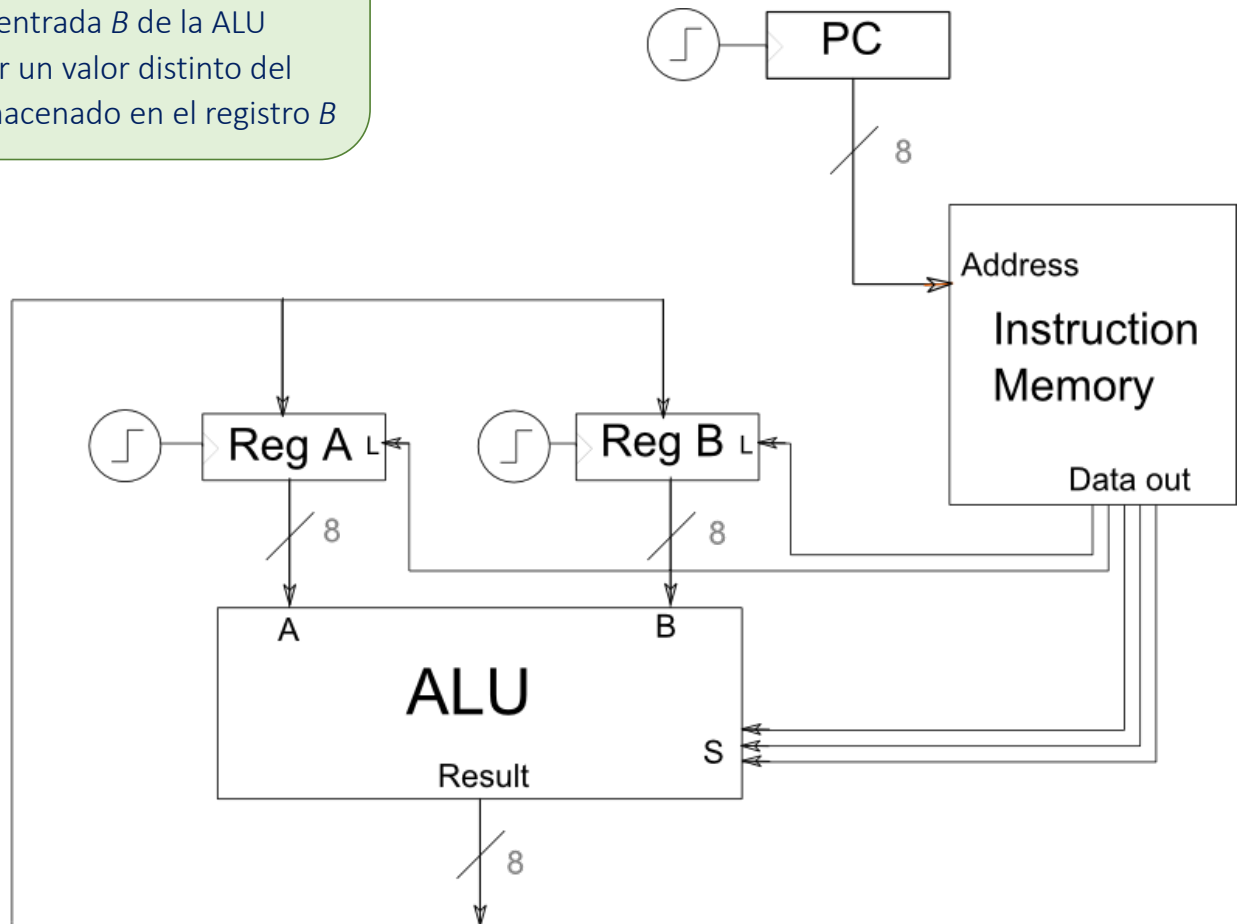 entrada B de la ALU
r un valor distinto del
macenado en el registro B
PC
8
Address
Instruction
Memory
Data out
Reg A L
Reg B L
8
8
A
B
ALU
S
Result
8